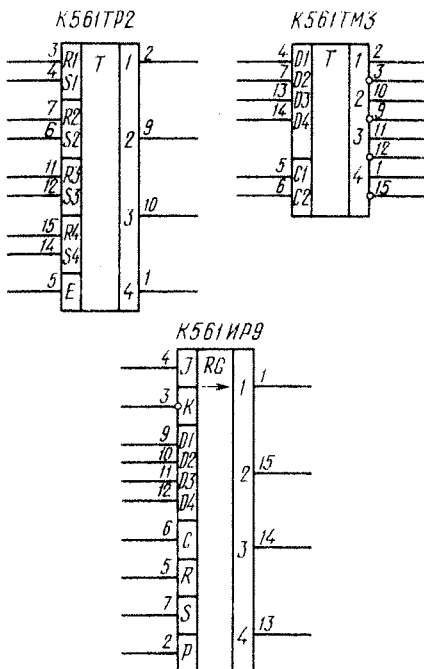 К561ТР2
3 R1 T 1 2
4 S1
7 R2
6 S2 2 9
11 R3
12 S3
3 10
15 R4
14 S4
5 E 4 1
К561ТМ3
4 D1 T 1 2
7 D2 3
13 D3 2 10
14 D4 9
3 11
12
5 C1 4 1
6 C2 15
К561ИР9
4 J RG 1 1
→
3 K
9 D1
10 D2 2 15
11 D3
12 D4
6 C 3 14
5 R
7 S
4 13
2 P